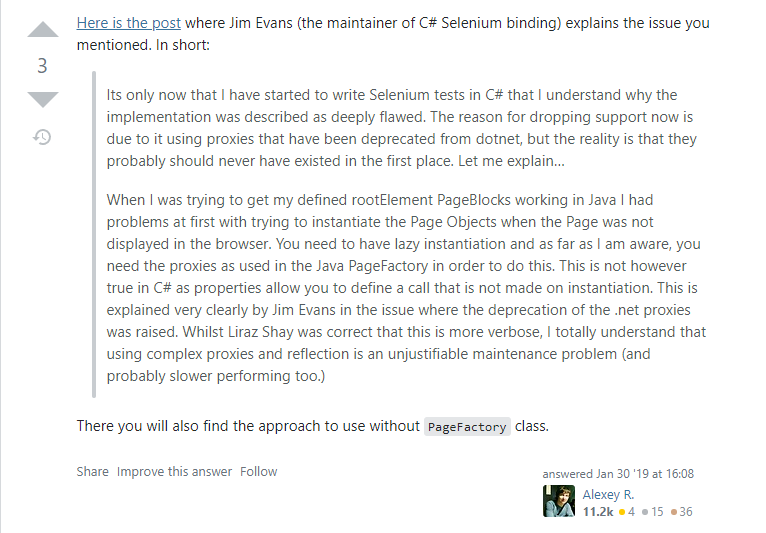 Here is the post where Jim Evans (the maintainer of C# Selenium binding) explains the issue you
mentioned. In short:
3
Its only now that I have started to write Selenium tests in C# that I understand why the
implementation was described as deeply flawed. The reason for dropping support now is
due to it using proxies that have been deprecated from dotnet, but the reality is that they
probably should never have existed in the first place. Let me explain...
When I was trying to get my defined rootElement PageBlocks working in Java I had
problems at first with trying to instantiate the Page Objects when the Page was not
displayed in the browser. You need to have lazy instantiation and as far as I am aware, you
need the proxies as used in the Java PageFactory in order to do this. This is not however
true in C# as properties allow you to define a call that is not made on instantiation. This is
explained very clearly by Jim Evans in the issue where the deprecation of the .net proxies
was raised. Whilst Liraz Shay was correct that this is more verbose, I totally understand that
using complex proxies and reflection is an unjustifiable maintenance problem (and
probably slower performing too.)
There you will also find the approach to use without PageFactory class.
Share Improve this answer Follow
answered Jan 30 '19 at 16:08
Alexey R.
11.2k 4 15 36